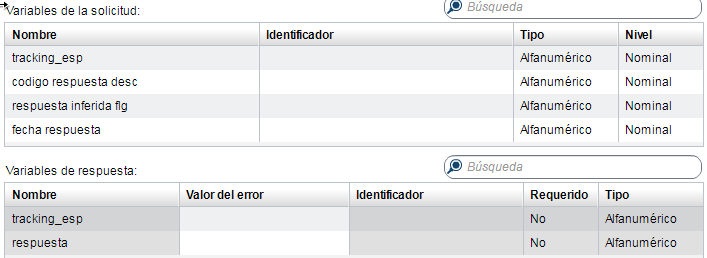 Variables de la solicitud: Búsqueda
Nombre Identificador Tipo Nivel
tracking_esp Alfanumérico Nominal
codigo respuesta desc Alfanumérico Nominal
respuesta inferida flg Alfanumérico Nominal
fecha respuesta Alfanumérico Nominal
Variables de respuesta: Búsqueda
Nombre Valor del error Identificador Requerido Tipo
tracking_esp No Alfanumérico
respuesta No Alfanumérico